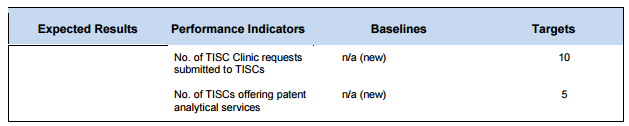 Expected Results Performance Indicators Baselines Targets
No. of TISC Clinic requests submitted to TISCs n/a (new) 10
No. of TISCs offering patent analytical services n/a (new) 5